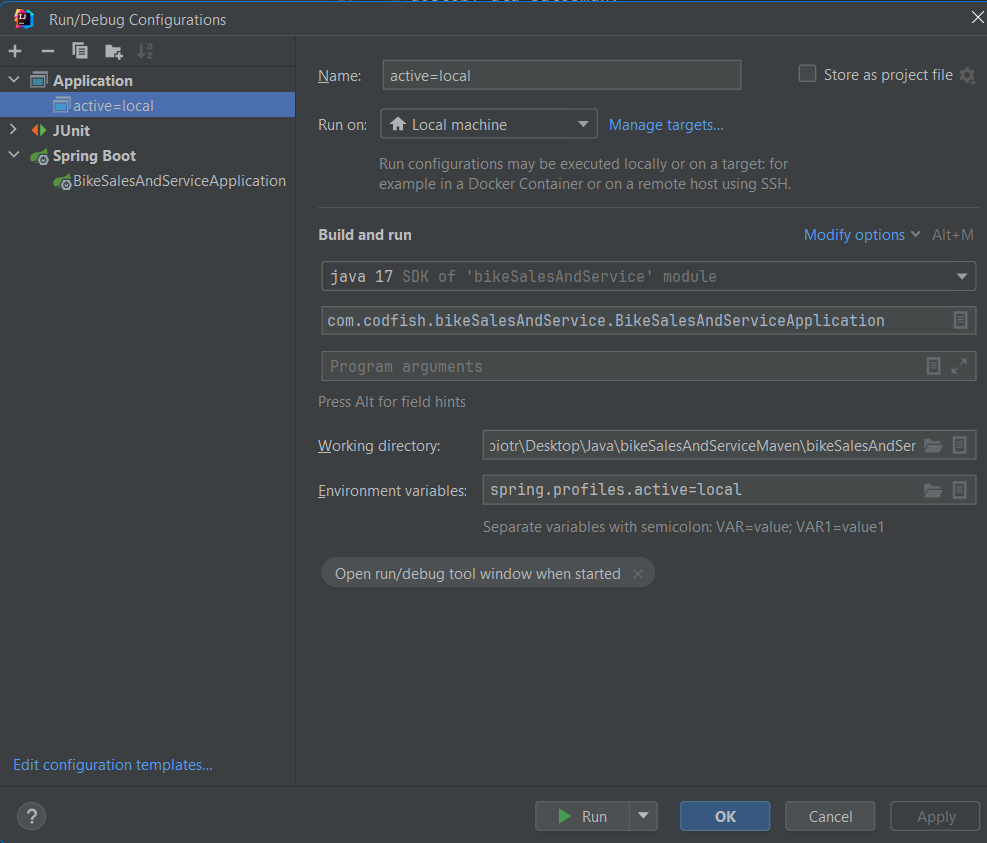 Run/Debug Configurations
Application
active=local
JUnit
Spring Boot
BikeSalesAndServiceApplication
Edit configuration templates...
Name: active=local Store as project file
Run on: Local machine Manage targets...
Run configurations may be executed locally or on a target: for
example in a Docker Container or on a remote host using SSH.
Build and run Modify options Alt+M
java 17 SDK of 'bikeSalesAndService' module
com.codfish.bikeSalesAndService.BikeSalesAndServiceApplication
Program arguments
Press Alt for field hints
Working directory: piotr\Desktop\Java\bikeSalesAndServiceMaven\bikeSalesAndSer
Environment variables: spring.profiles.active=local
Separate variables with semicolon: VAR=value; VAR1=value1
Open run/debug tool window when started
? Run OK Cancel Apply